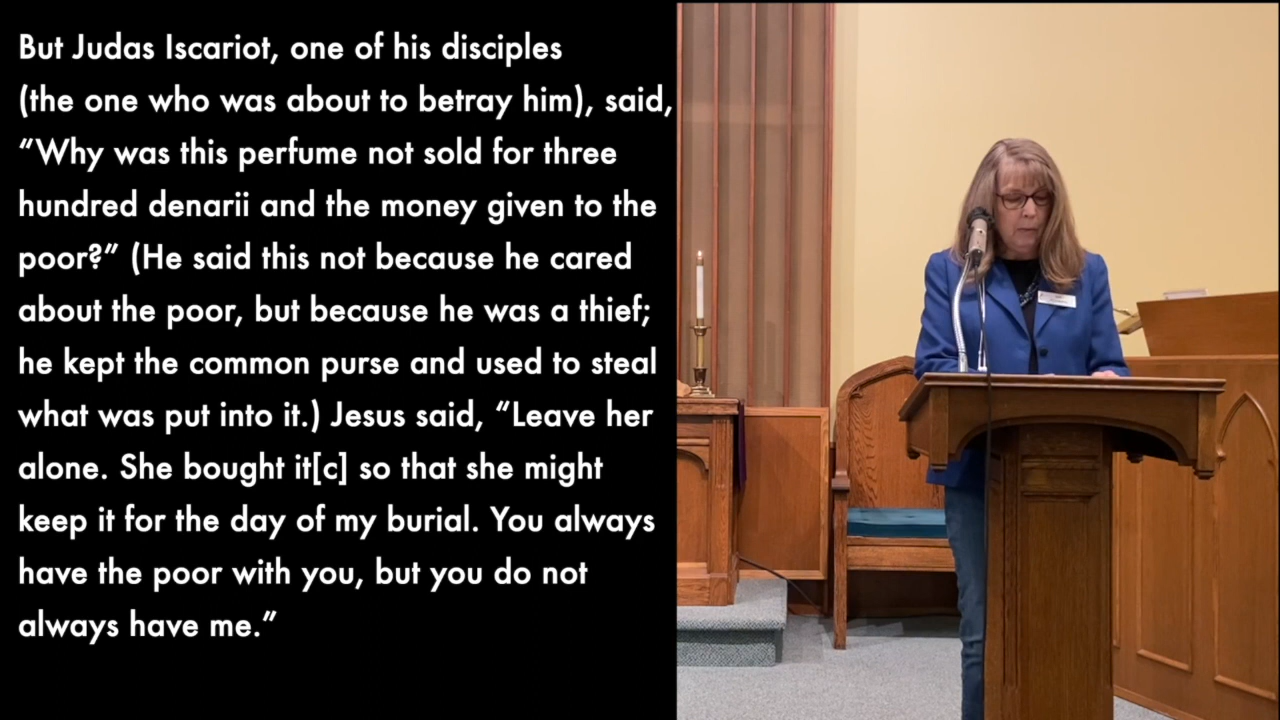 But Judas Iscariot, one of his disciples
(the one who was about to betray him), said,
“Why was this perfume not sold for three
hundred denarii and the money given to the
poor?” (He said this not because he cared
about the poor, but because he was a thief;
he kept the common purse and used to steal
what was put into it.) Jesus said, “Leave her
alone. She bought it[c] so that she might
keep it for the day of my burial. You always
have the poor with you, but you do not
always have me.”